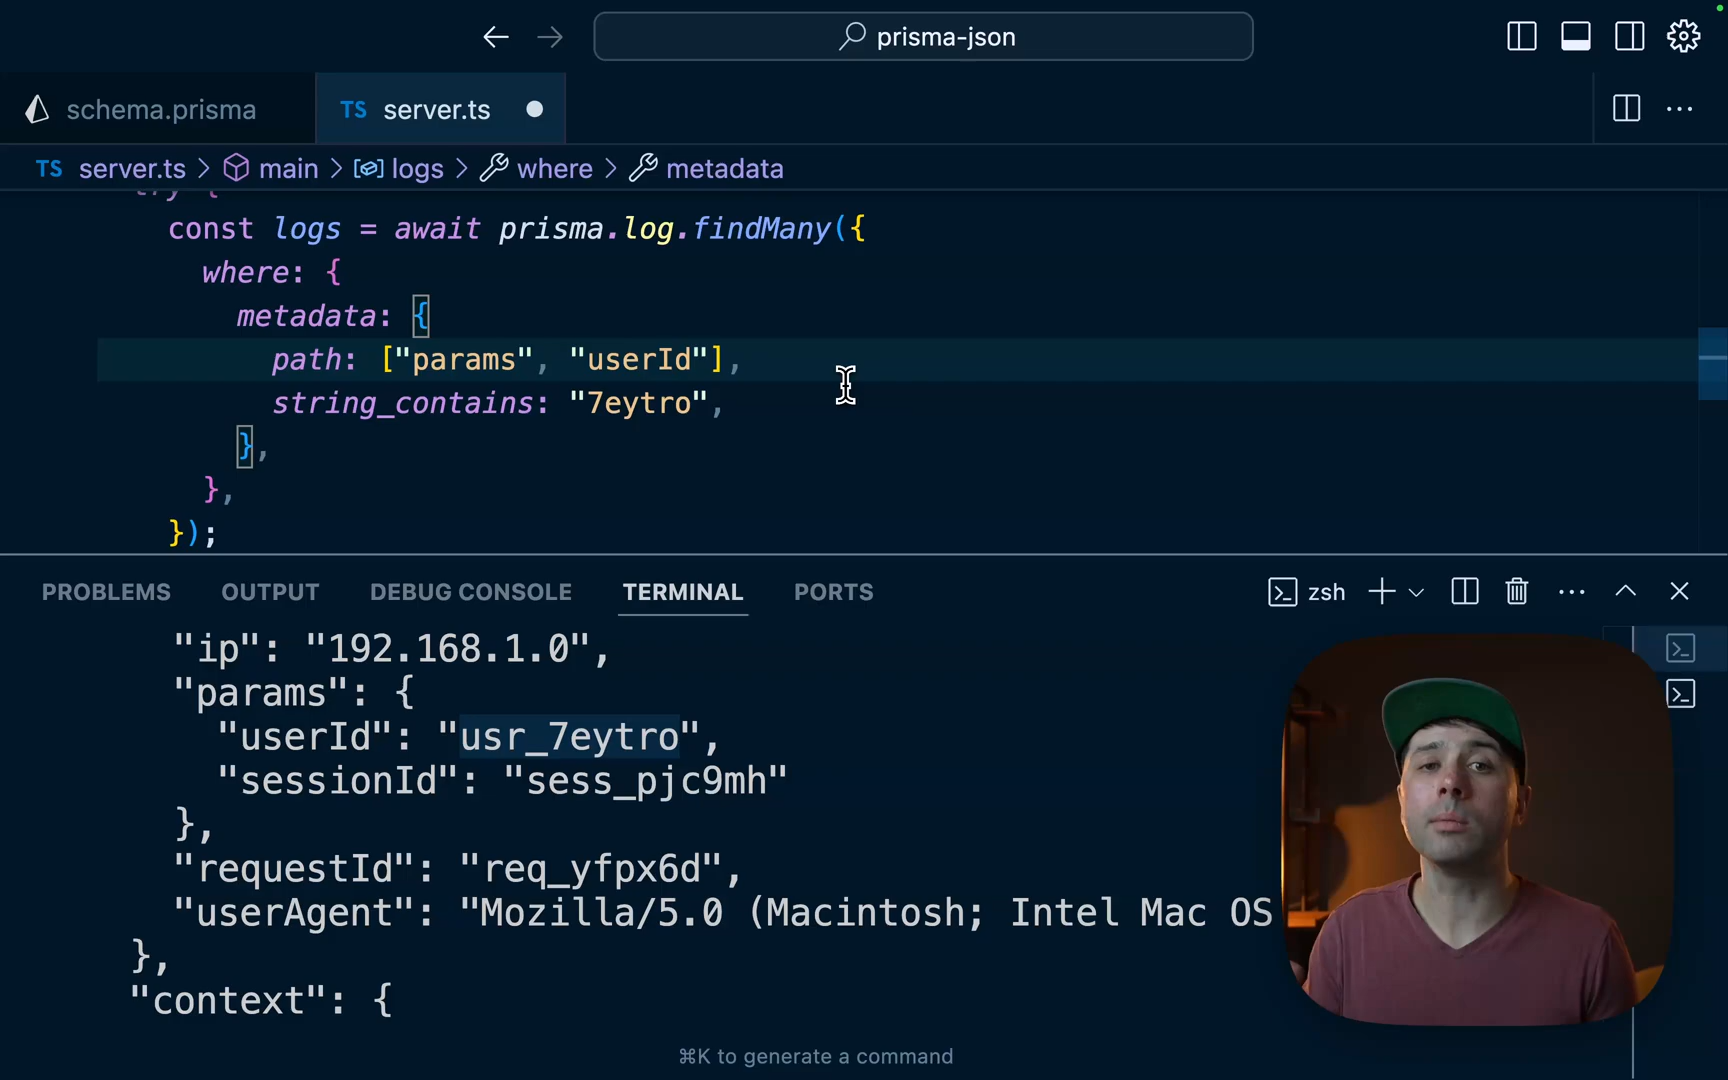 prisma-json
schema.prisma
TS server.ts
TS server.ts > main > logs > where > metadata
try {
const logs = await prisma.log.findMany({
where: {
metadata: {
path: ["params", "userId"],
string_contains: "7eytro",
},
},
});
PROBLEMS OUTPUT DEBUG CONSOLE TERMINAL PORTS zsh
"ip": "192.168.1.0",
"params": {
"userId": "usr_7eytro",
"sessionId": "sess_pjc9mh"
},
"requestId": "req_yfpx6d",
"userAgent": "Mozilla/5.0 (Macintosh; Intel Mac OS
},
"context": {
⌘K to generate a command